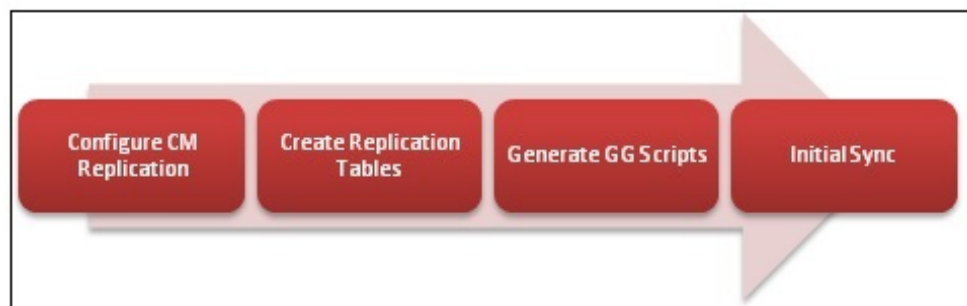 Configure CM
Replication
Create Replication
Tables
Generate GG Scripts
Initial Sync